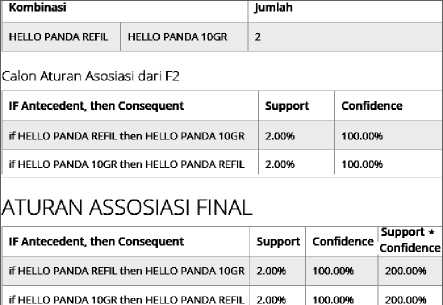 Kombinasi Jumlah
HELLO PANDA REFIL HELLO PANDA 10GR 2
Calon Aturan Asosiasi dari F2
IF Antecedent, then Consequent Support Confidence
if HELLO PANDA REFIL then HELLO PANDA 10GR 2.00% 100.00%
if HELLO PANDA 10GR then HELLO PANDA REFIL 2.00% 100.00%
ATURAN ASSOSIASI FINAL
IF Antecedent, then Consequent Support Confidence Support * Confidence
if HELLO PANDA REFIL then HELLO PANDA 10GR 2.00% 100.00% 200.00%
if HELLO PANDA 10GR then HELLO PANDA REFIL 2.00% 100.00% 200.00%